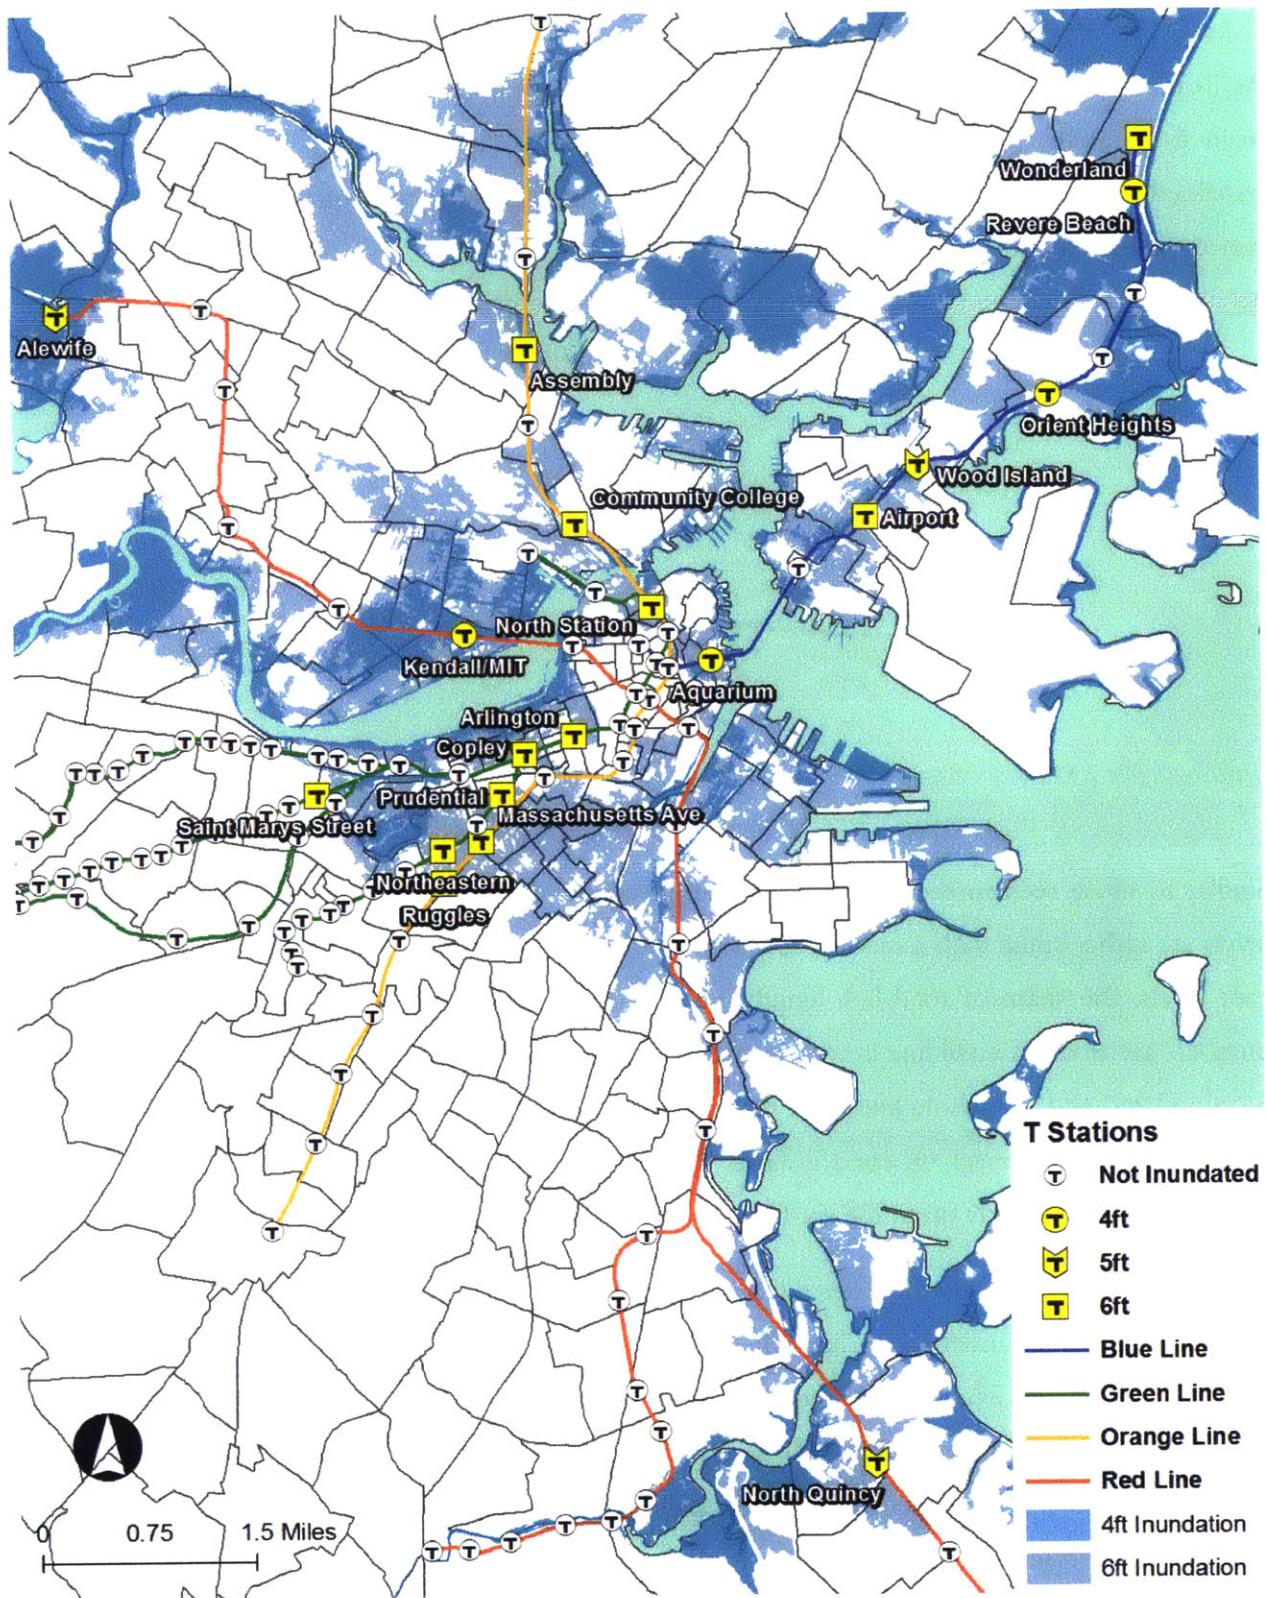 Wonderland
Revere Beach
Alewife
Assembly
Orient Heights
Wood Island
Community College
Airport
North Station
Kendall/MIT
Aquarium
Arlington
Copley
Prudential
Massachusetts Ave
Saint Marys Street
Northeastern
Ruggles
North Quincy
0 0.75 1.5 Miles
T Stations
T Not Inundated
T 4ft
T 5ft
T 6ft
Blue Line
Green Line
Orange Line
Red Line
4ft Inundation
6ft Inundation